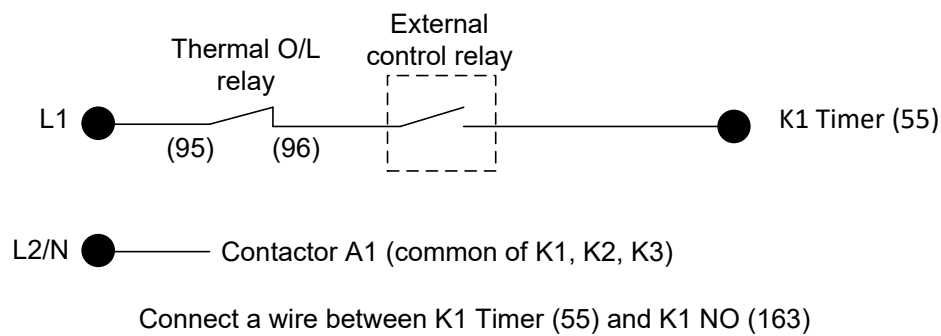 Thermal O/L
relay
External
control relay
L1
K1 Timer (55)
(95)
(96)
L2/N
Contactor A1 (common of K1, K2, K3)
Connect a wire between K1 Timer (55) and K1 NO (163)